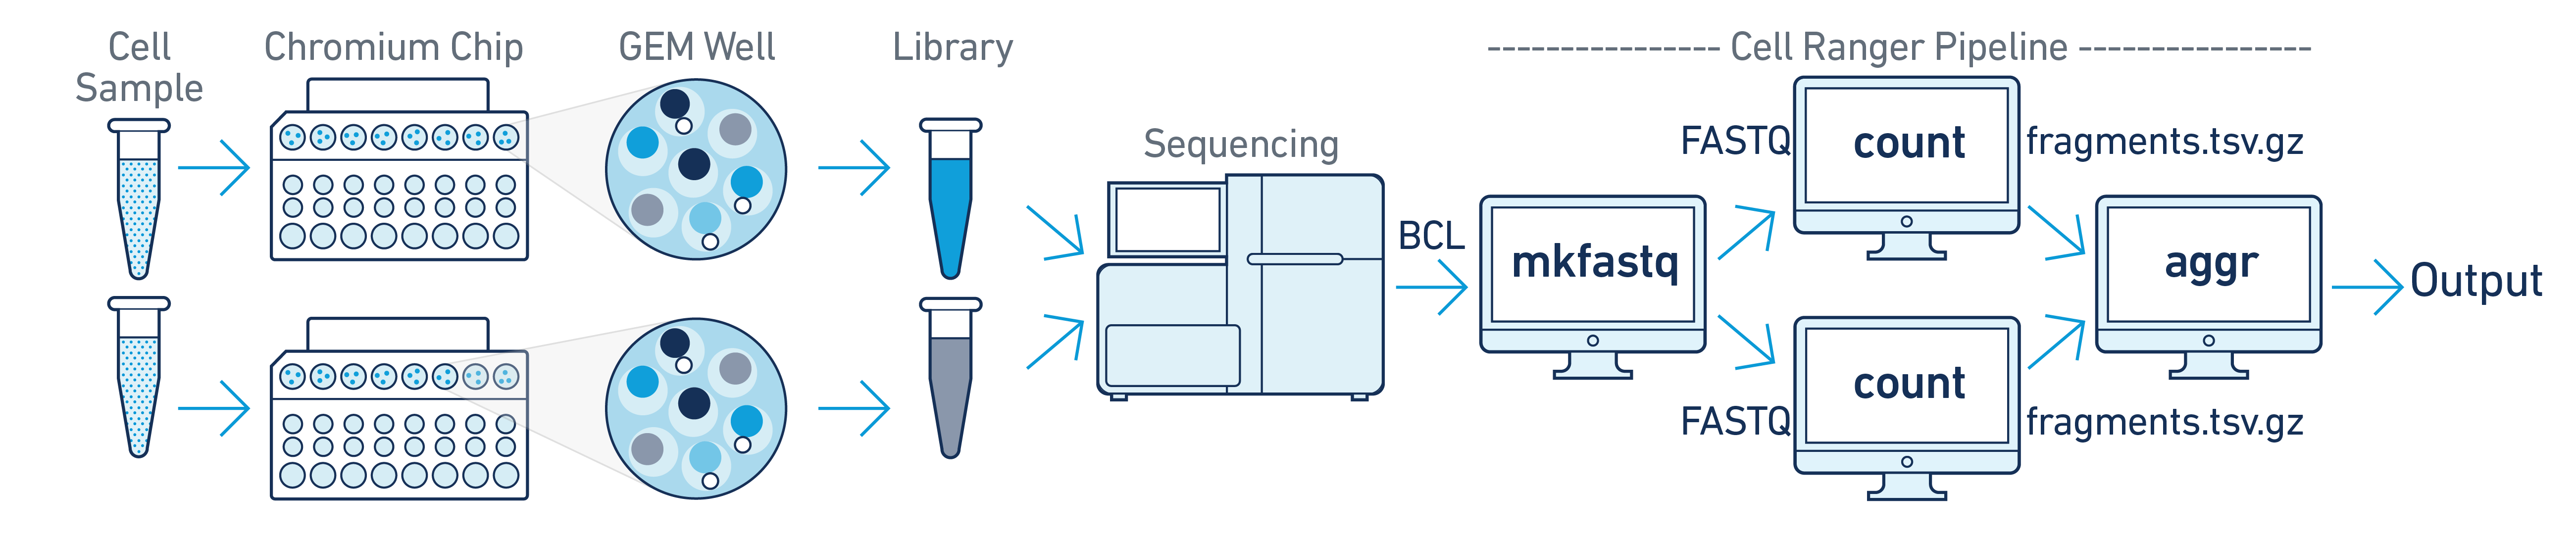 Cell
Sample
Chromium Chip
GEM Well
Library
Sequencing
BCL
--------------- Cell Ranger Pipeline ---------------
mkfastq
FASTQ
count
fragments.tsv.gz
FASTQ
count
fragments.tsv.gz
aggr
Output